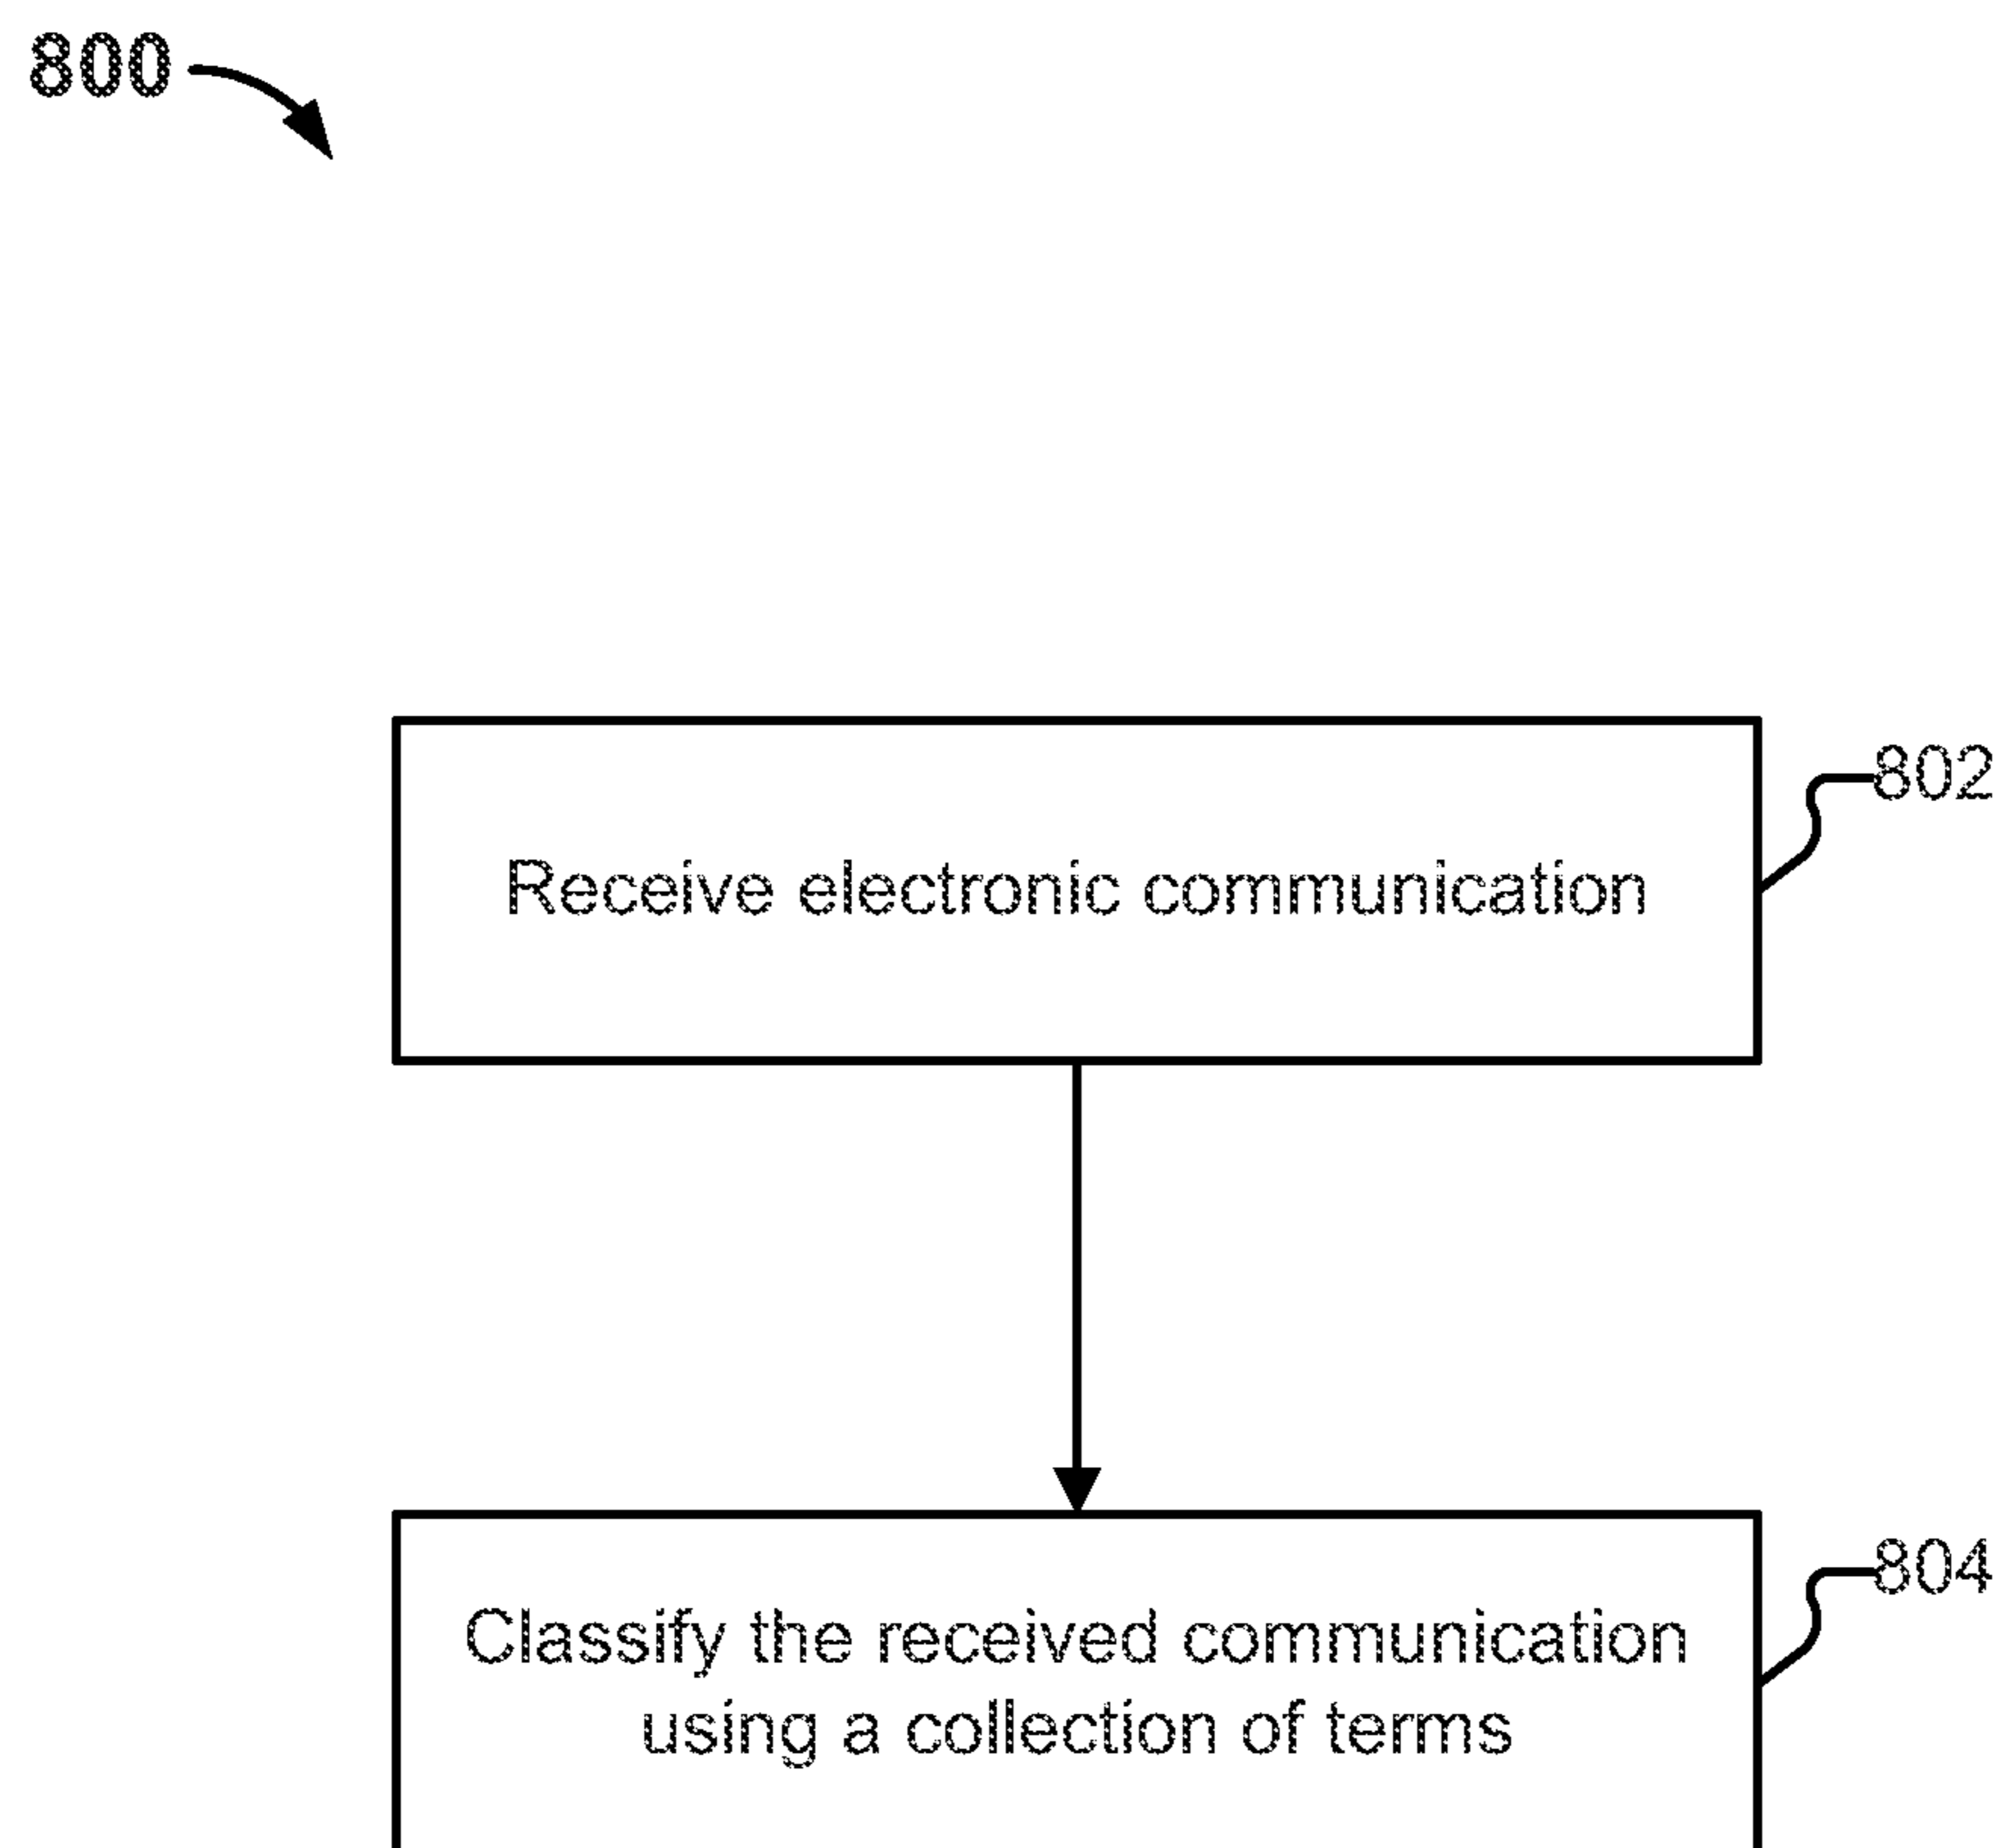 800
802
Receive electronic communication
804
Classify the received communication
using a collection of terms